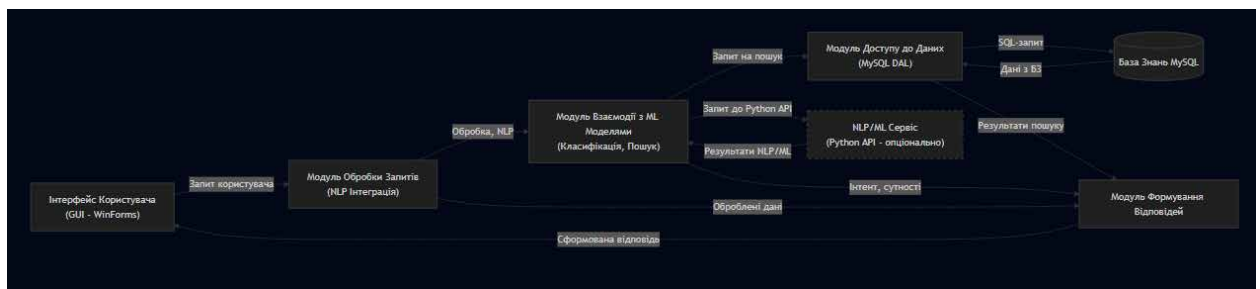 Інтерфейс Користувача
(GUI - WinForms)
Запит користувача
Модуль Обробки Запитів
(NLP Інтеграція)
Обробка, NLP
Модуль Взаємодії з ML
Моделями
(Класифікація, Пошук)
Запит на пошук
Модуль Доступу до Даних
(MySQL DAL)
SQL-запит
Дані з БЗ
База Знань MySQL
Запит до Python API
Результати NLP/ML
NLP/ML Сервіс
(Python API - опціонально)
Результати пошуку
Інтент, сутності
Оброблені дані
Модуль Формування
Відповідей
Сформована відповідь